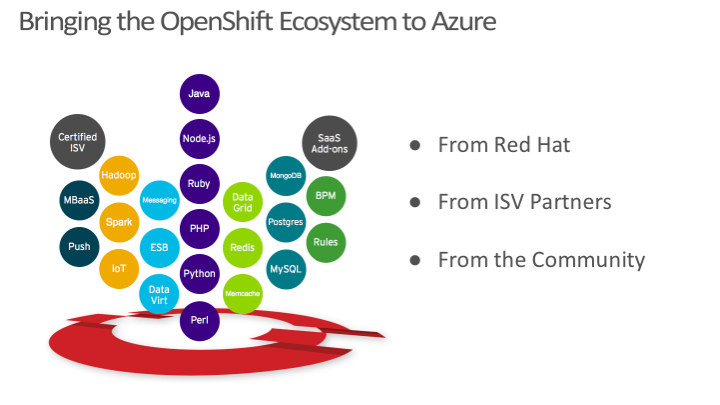 Bringing the OpenShift Ecosystem to Azure
Certified
ISV
MBaaS
Push
Hadoop
Spark
IoT
Messaging
ESB
Data
Virt
Java
Node.js
Ruby
PHP
Python
Perl
Data
Grid
Redis
Memcache
MongoDB
Postgres
MySQL
SaaS
Add-ons
BPM
Rules
● From Red Hat
● From ISV Partners
● From the Community